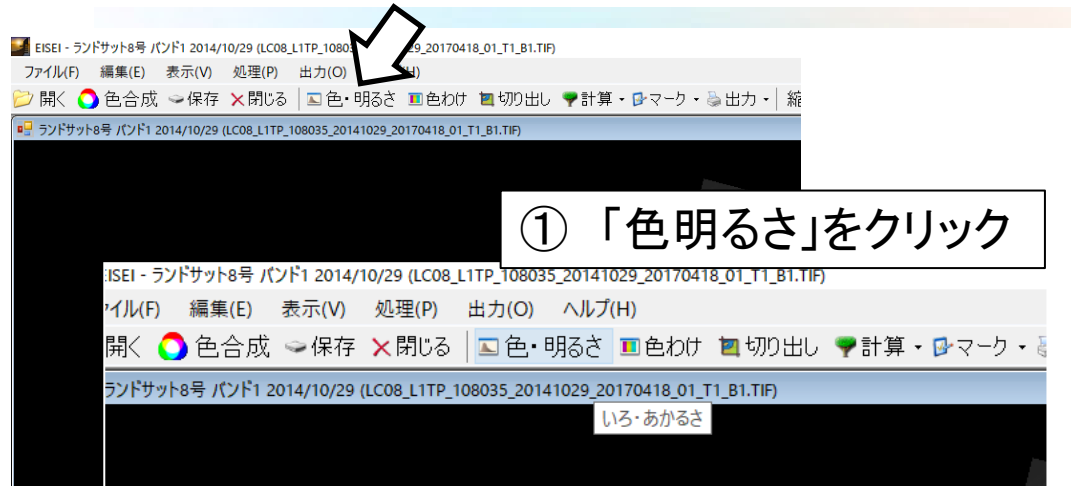 EISEI - ランドサット8号 バンド1 2014/10/29 (LC08_L1TP_1080 29_20170418_01_T1_B1.TIF)
ファイル(F) 編集(E) 表示(V) 処理(P) 出力(O) (H)
開く 色合成 保存 閉じる 色・明るさ 色わけ 切り出し 計算 マーク 出力 縮
ランドサット8号 バンド1 2014/10/29 (LC08_L1TP_108035_20141029_20170418_01_T1_B1.TIF)
① 「色明るさ」をクリック
EISEI - ランドサット8号 バンド1 2014/10/29 (LC08_L1TP_108035_20141029_20170418_01_T1_B1.TIF)
イル(F) 編集(E) 表示(V) 処理(P) 出力(O) ヘルプ(H)
開く 色合成 保存 閉じる 色・明るさ 色わけ 切り出し 計算 マーク
ランドサット8号 バンド1 2014/10/29 (LC08_L1TP_108035_20141029_20170418_01_T1_B1.TIF)
いろ・あかるさ